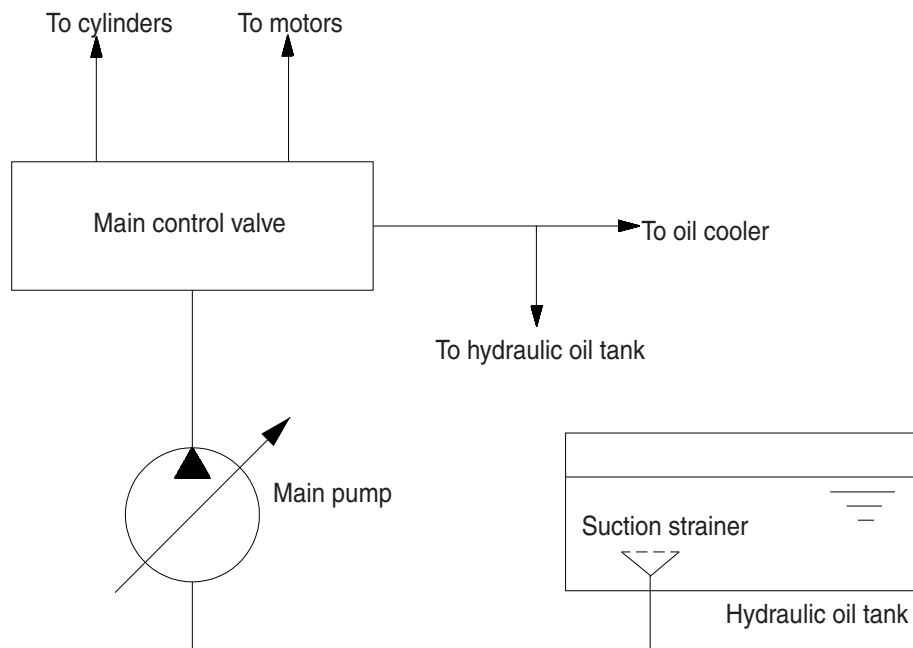 To cylinders
To motors
Main control valve
To oil cooler
To hydraulic oil tank
Main pump
Suction strainer
Hydraulic oil tank